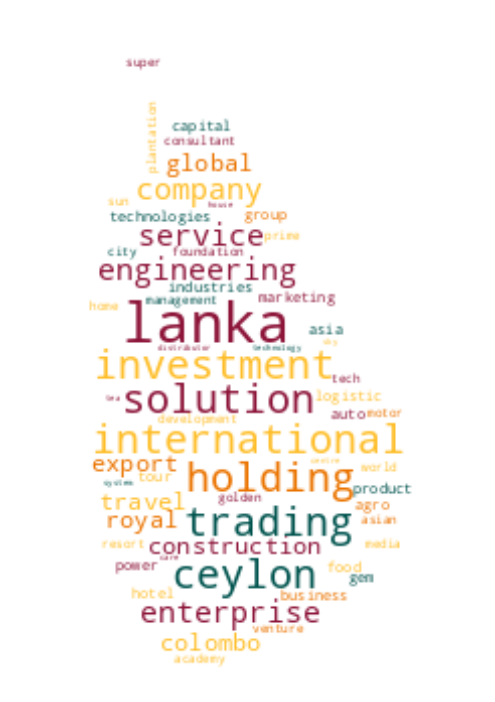 super
plantation
capital
consultant
global
company
sun
house
technologies
group
service
prime
city
foundation
engineering
industries
management
marketing
home
lanka
asia
sky
distributor
technology
investment
tech
tea
solution
logistic
auto
motor
development
international
centre
export
tour
holding
world
system
product
travel
golden
agro
royal
trading
asian
resort
construction
media
power
care
ceylon
food
gem
hotel
business
enterprise
venture
colombo
academy